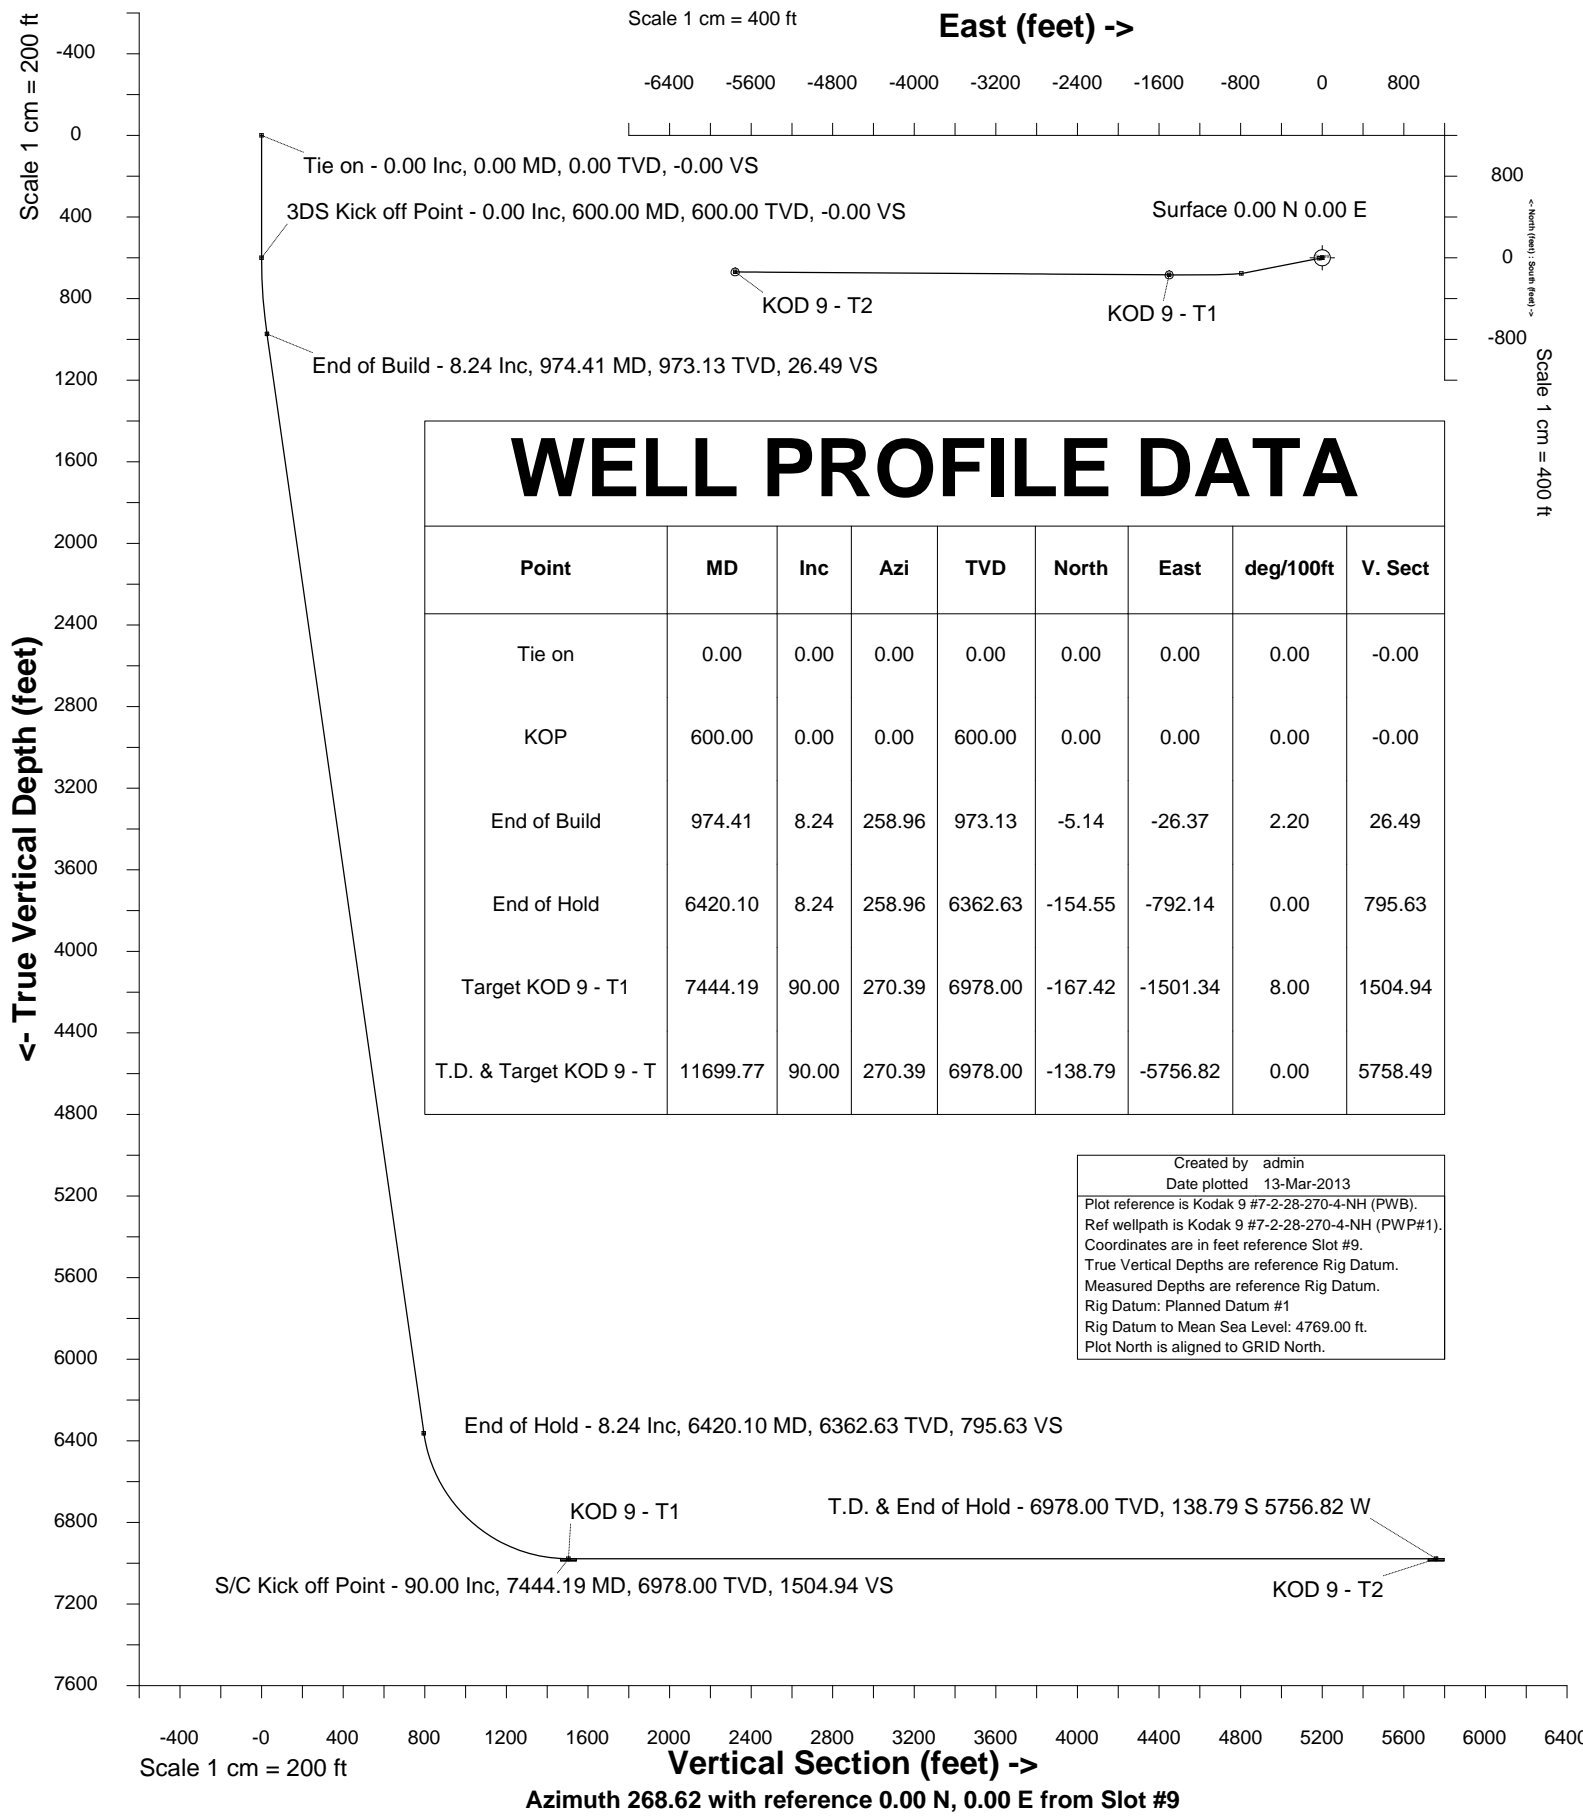 Scale 1 cm = 200 ft
Scale 1 cm = 400 ft
East (feet) ->
-6400 -5600 -4800 -4000 -3200 -2400 -1600 -800 0 800
-400
0
400
800
1200
1600
2000
2400
2800
3200
3600
4000
4400
4800
5200
5600
6000
6400
6800
7200
7600
<- True Vertical Depth (feet)
Tie on - 0.00 Inc, 0.00 MD, 0.00 TVD, -0.00 VS
3DS Kick off Point - 0.00 Inc, 600.00 MD, 600.00 TVD, -0.00 VS
Surface 0.00 N 0.00 E
800
0
-800
<- North (feet) : South (feet) ->
Scale 1 cm = 400 ft
KOD 9 - T2
KOD 9 - T1
End of Build - 8.24 Inc, 974.41 MD, 973.13 TVD, 26.49 VS
WELL PROFILE DATA
Point MD Inc Azi TVD North East deg/100ft V. Sect
Tie on 0.00 0.00 0.00 0.00 0.00 0.00 0.00 -0.00
KOP 600.00 0.00 0.00 600.00 0.00 0.00 0.00 -0.00
End of Build 974.41 8.24 258.96 973.13 -5.14 -26.37 2.20 26.49
End of Hold 6420.10 8.24 258.96 6362.63 -154.55 -792.14 0.00 795.63
Target KOD 9 - T1 7444.19 90.00 270.39 6978.00 -167.42 -1501.34 8.00 1504.94
T.D. & Target KOD 9 - T 11699.77 90.00 270.39 6978.00 -138.79 -5756.82 0.00 5758.49
Created by admin
Date plotted 13-Mar-2013
Plot reference is Kodak 9 #7-2-28-270-4-NH (PWB).
Ref wellpath is Kodak 9 #7-2-28-270-4-NH (PWP#1).
Coordinates are in feet reference Slot #9.
True Vertical Depths are reference Rig Datum.
Measured Depths are reference Rig Datum.
Rig Datum: Planned Datum #1
Rig Datum to Mean Sea Level: 4769.00 ft.
Plot North is aligned to GRID North.
End of Hold - 8.24 Inc, 6420.10 MD, 6362.63 TVD, 795.63 VS
KOD 9 - T1
T.D. & End of Hold - 6978.00 TVD, 138.79 S 5756.82 W
S/C Kick off Point - 90.00 Inc, 7444.19 MD, 6978.00 TVD, 1504.94 VS
KOD 9 - T2
-400 -0 400 800 1200 1600 2000 2400 2800 3200 3600 4000 4400 4800 5200 5600 6000 6400
Scale 1 cm = 200 ft
Vertical Section (feet) ->
Azimuth 268.62 with reference 0.00 N, 0.00 E from Slot #9